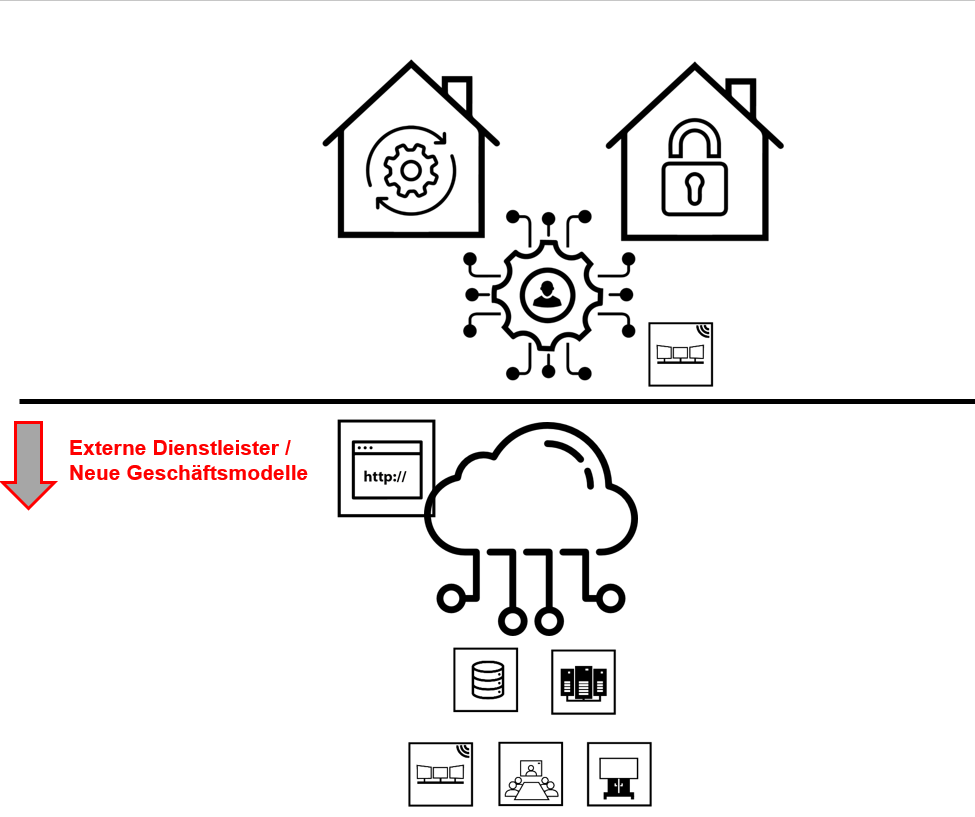 Externe Dienstleister /
Neue Geschäftsmodelle
http://